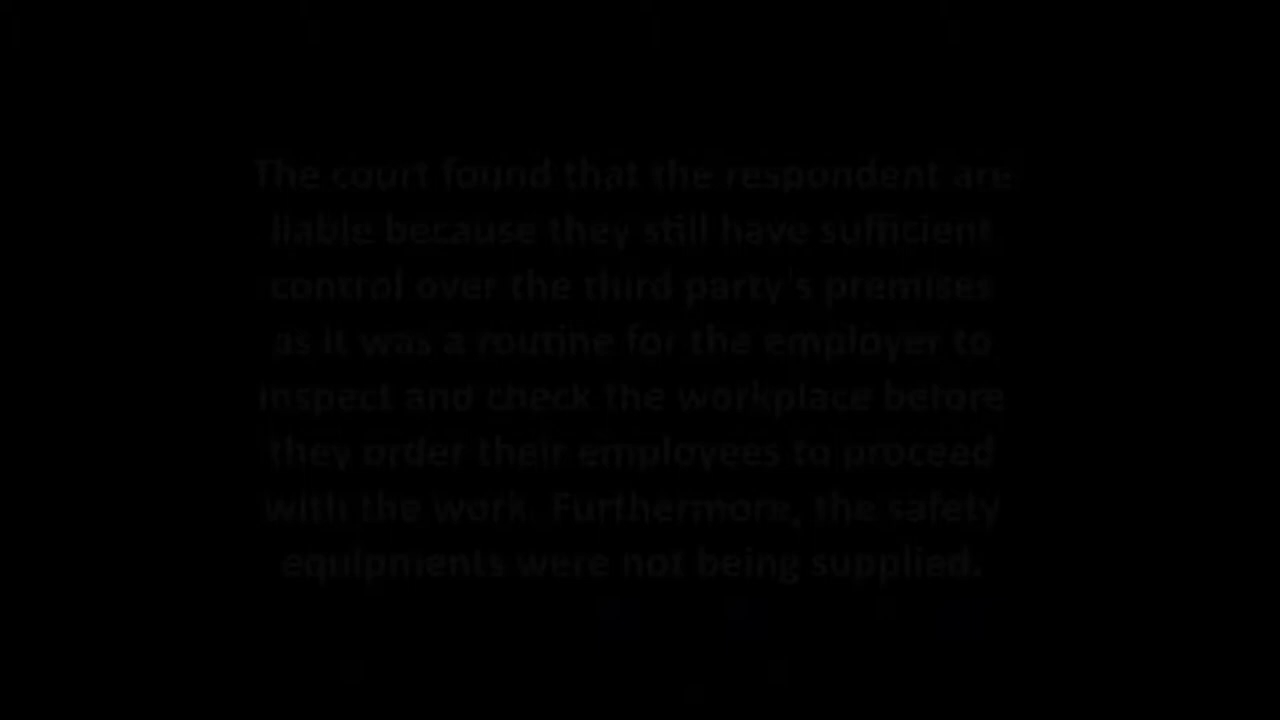 The court found that the respondent are
liable because they still have sufficient
control over the third party's premises
as it was a routine for the employer to
inspect and check the workplace before
they order their employees to proceed
with the work. Furthermore, the safety
equipments were not being supplied.